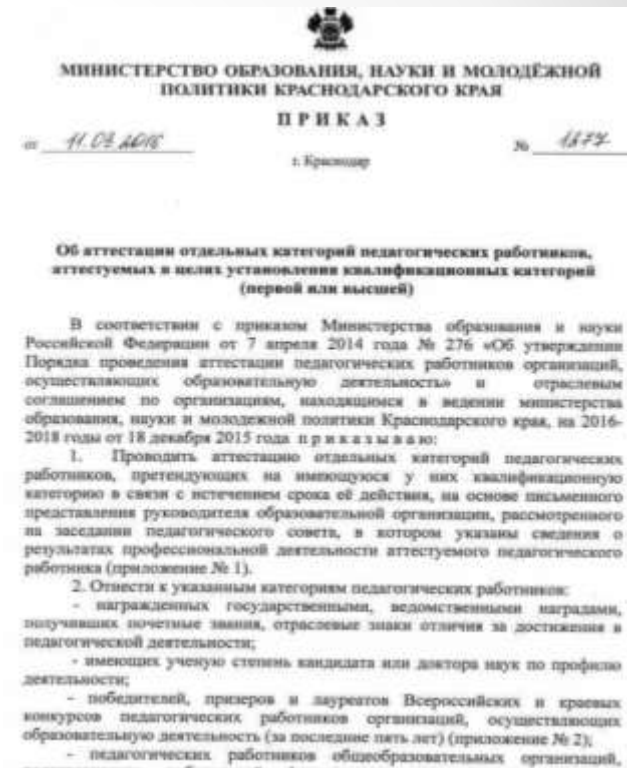 МИНИСТЕРСТВО ОБРАЗОВАНИЯ, НАУКИ И МОЛОДЁЖНОЙ
ПОЛИТИКИ КРАСНОДАРСКОГО КРАЯ
ПРИКАЗ
от 11.03.2016 № 1277
г. Краснодар
Об аттестации отдельных категорий педагогических работников,
аттестуемых в целях установления квалификационных категорий
(первой или высшей)
В соответствии с приказом Министерства образования и науки
Российской Федерации от 7 апреля 2014 года № 276 «Об утверждении
Порядка проведения аттестации педагогических работников организаций,
осуществляющих образовательную деятельность» и отраслевым
соглашением по организациям, находящимся в ведении министерства
образования, науки и молодежной политики Краснодарского края, на 2016-
2018 годы от 18 декабря 2015 года приказываю:
1. Проводить аттестацию отдельных категорий педагогических
работников, претендующих на имеющуюся у них квалификационную
категорию в связи с истечением срока её действия, на основе письменного
представления руководителя образовательной организации, рассмотренного
на заседании педагогического совета, в котором указаны сведения о
результатах профессиональной деятельности аттестуемого педагогического
работника (приложение № 1).
2. Отнести к указанным категориям педагогических работников:
- награжденных государственными, ведомственными наградами,
получивших почетные звания, отраслевые знаки отличия за достижения в
педагогической деятельности;
- имеющих ученую степень кандидата или доктора наук по профилю
деятельности;
- победителей, призеров и лауреатов Всероссийских и краевых
конкурсов педагогических работников организаций, осуществляющих
образовательную деятельность (за последние пять лет) (приложение № 2);
- педагогических работников общеобразовательных организаций,